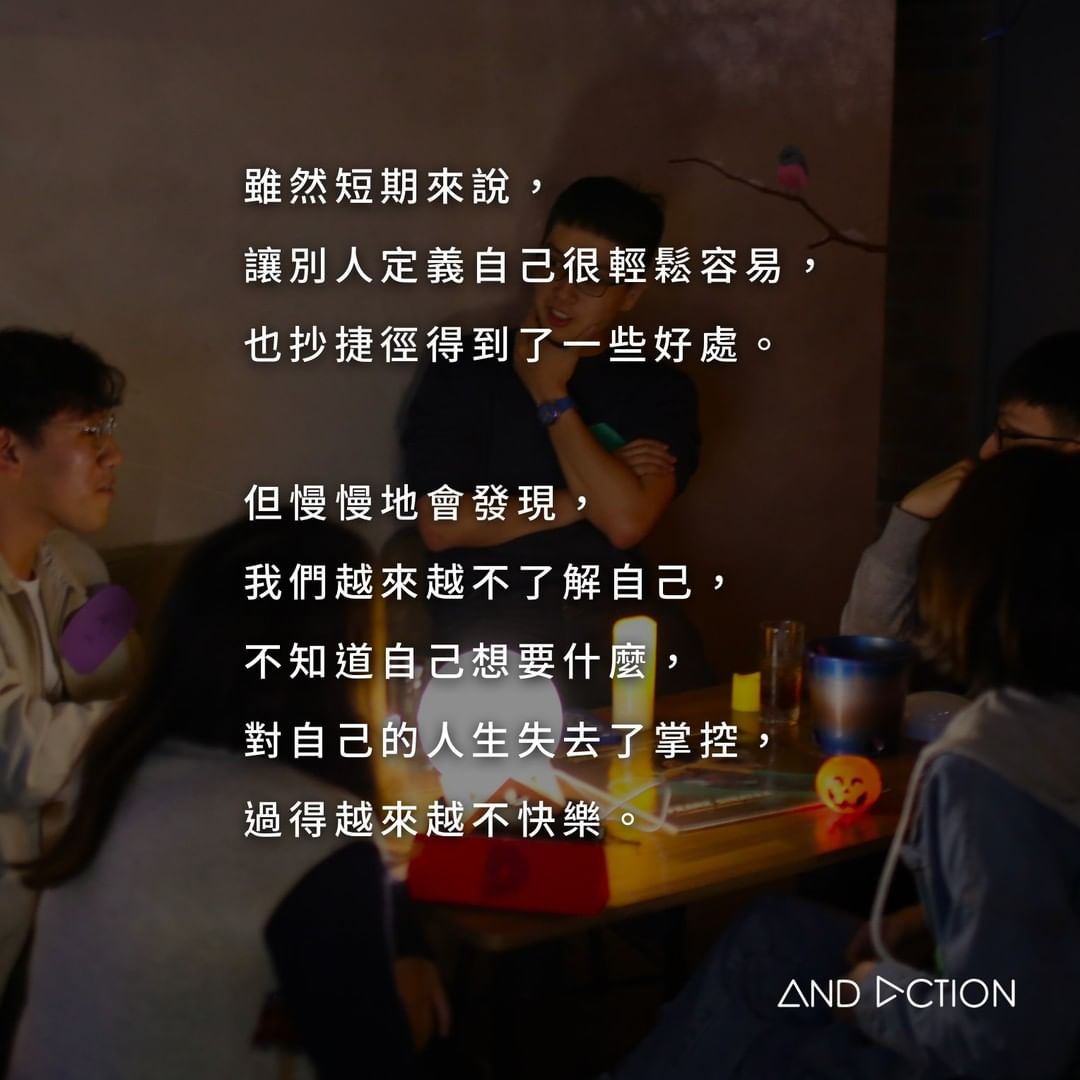 雖然短期來說，
讓別人定義自己很輕鬆容易，
也抄捷徑得到了一些好處。
但慢慢地會發現，
我們越來越不了解自己，
不知道自己想要什麼，
對自己的人生失去了掌控，
過得越來越不快樂。
AND ACTION